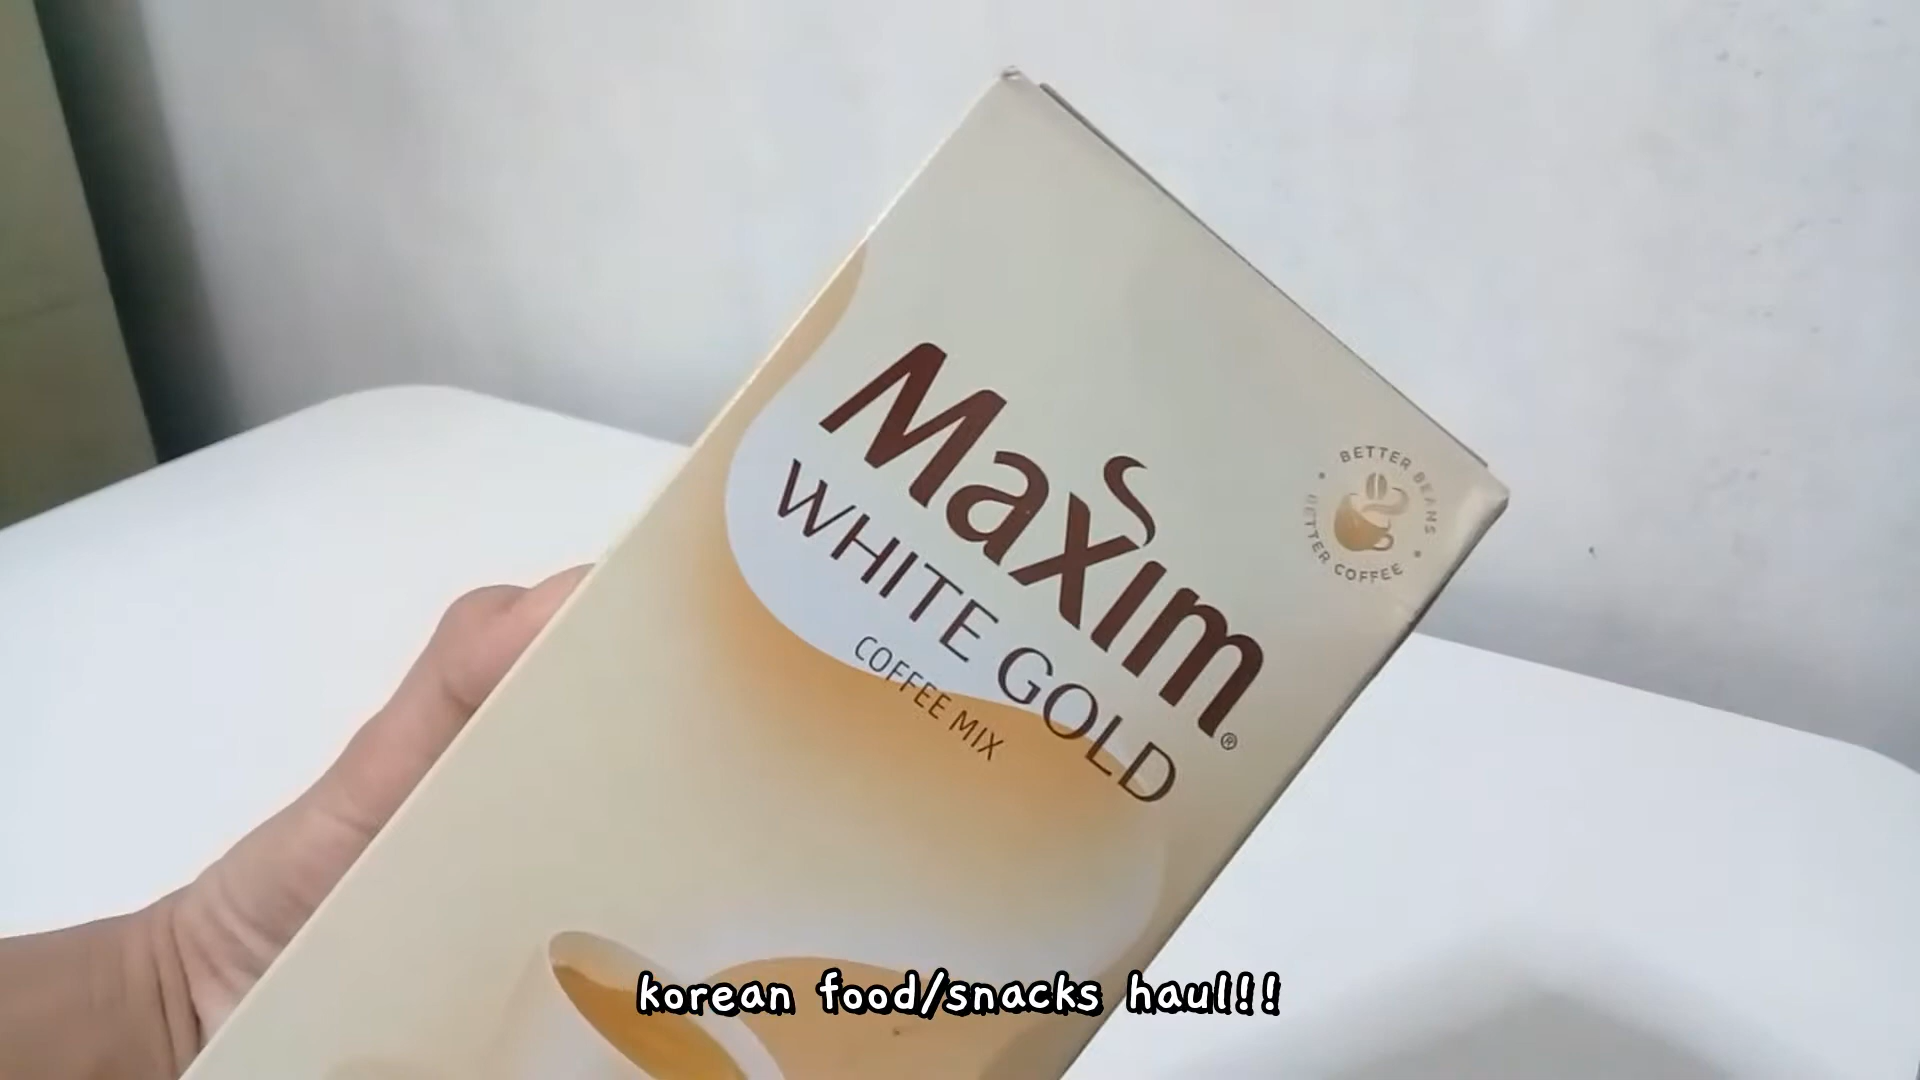 Maxim®
WHITE GOLD
COFFEE MIX
BETTER BEANS
BETTER COFFEE
korean food/snacks haul!!